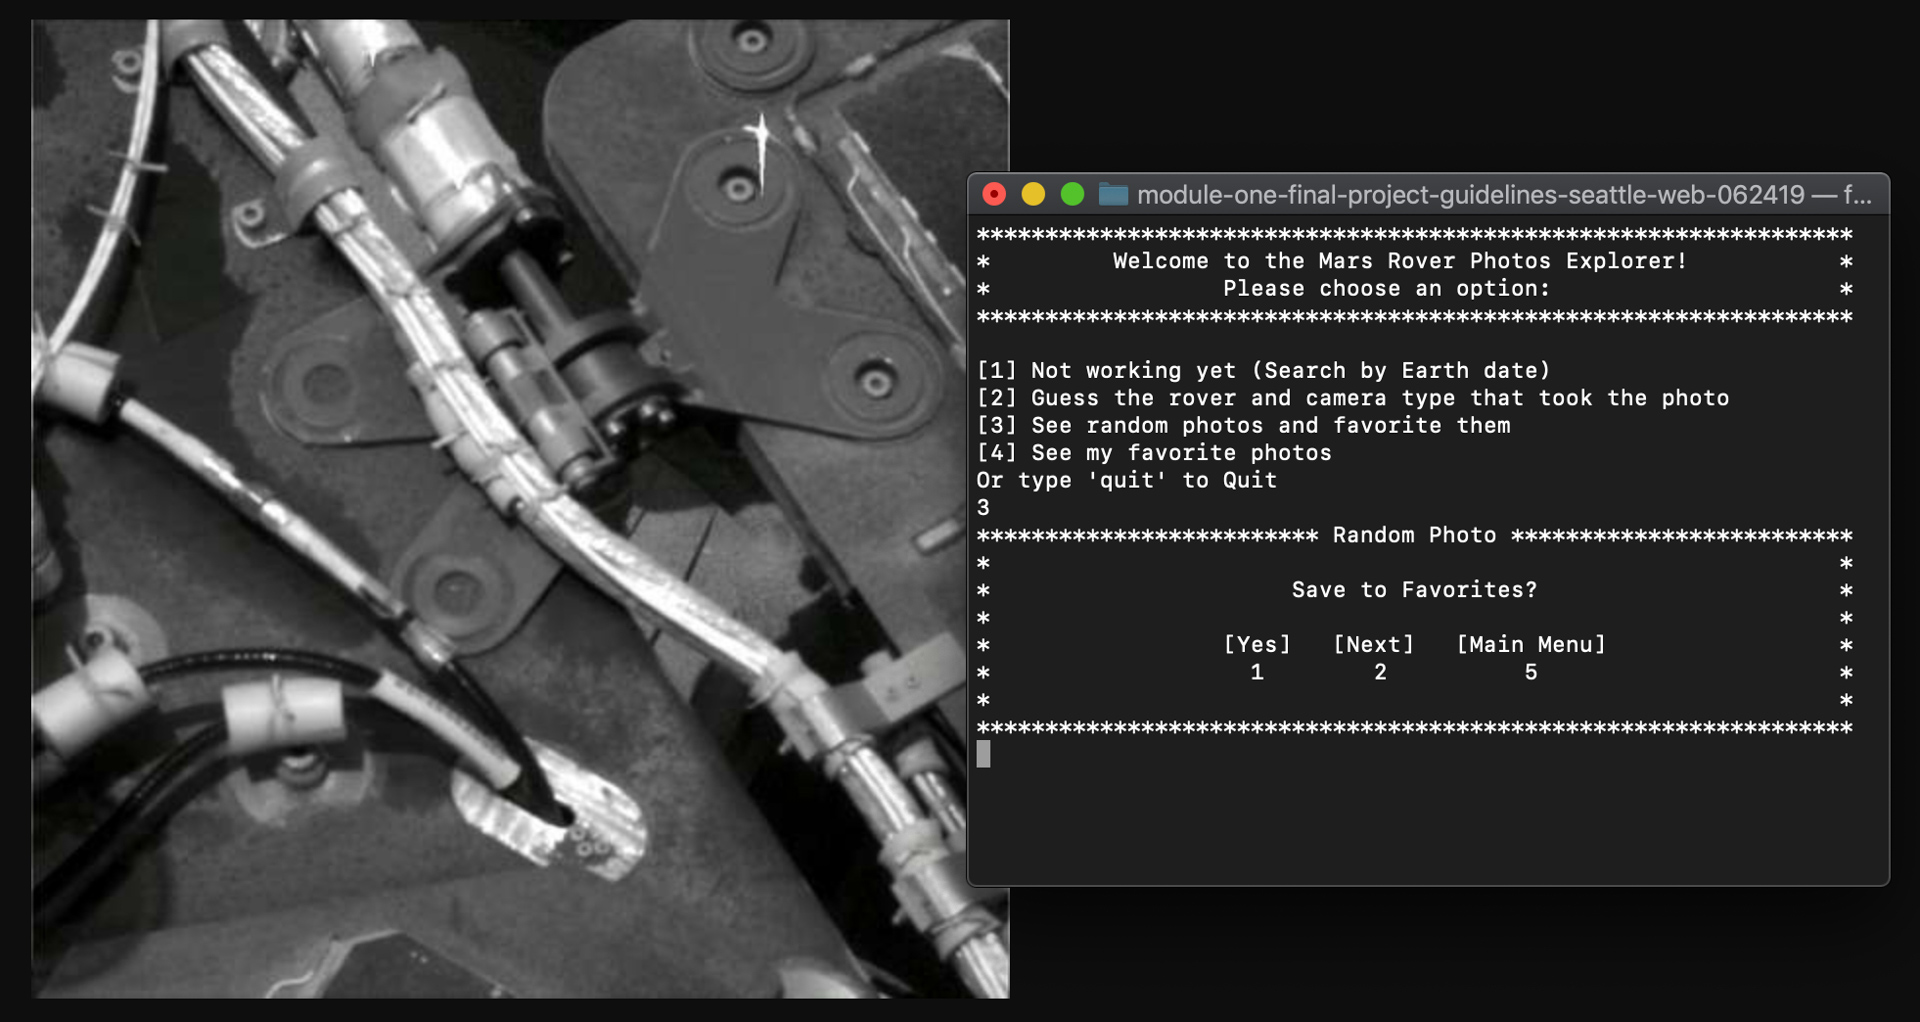 module-one-final-project-guidelines-seattle-web-062419 — f...
****************************************************************
* Welcome to the Mars Rover Photos Explorer! *
* Please choose an option: *
****************************************************************
[1] Not working yet (Search by Earth date)
[2] Guess the rover and camera type that took the photo
[3] See random photos and favorite them
[4] See my favorite photos
Or type 'quit' to Quit
3
************************* Random Photo *************************
* *
* Save to Favorites? *
* *
* [Yes] [Next] [Main Menu] *
* 1 2 5 *
* *
****************************************************************